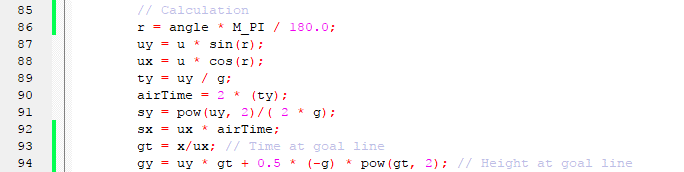 85 // Calculation
86 r = angle * M_PI / 180.0;
87 uy = u * sin(r);
88 ux = u * cos(r);
89 ty = uy / g;
90 airTime = 2 * (ty);
91 sy = pow(uy, 2)/( 2 * g);
92 sx = ux * airTime;
93 gt = x/ux; // Time at goal line
94 gy = uy * gt + 0.5 * (-g) * pow(gt, 2); // Height at goal line